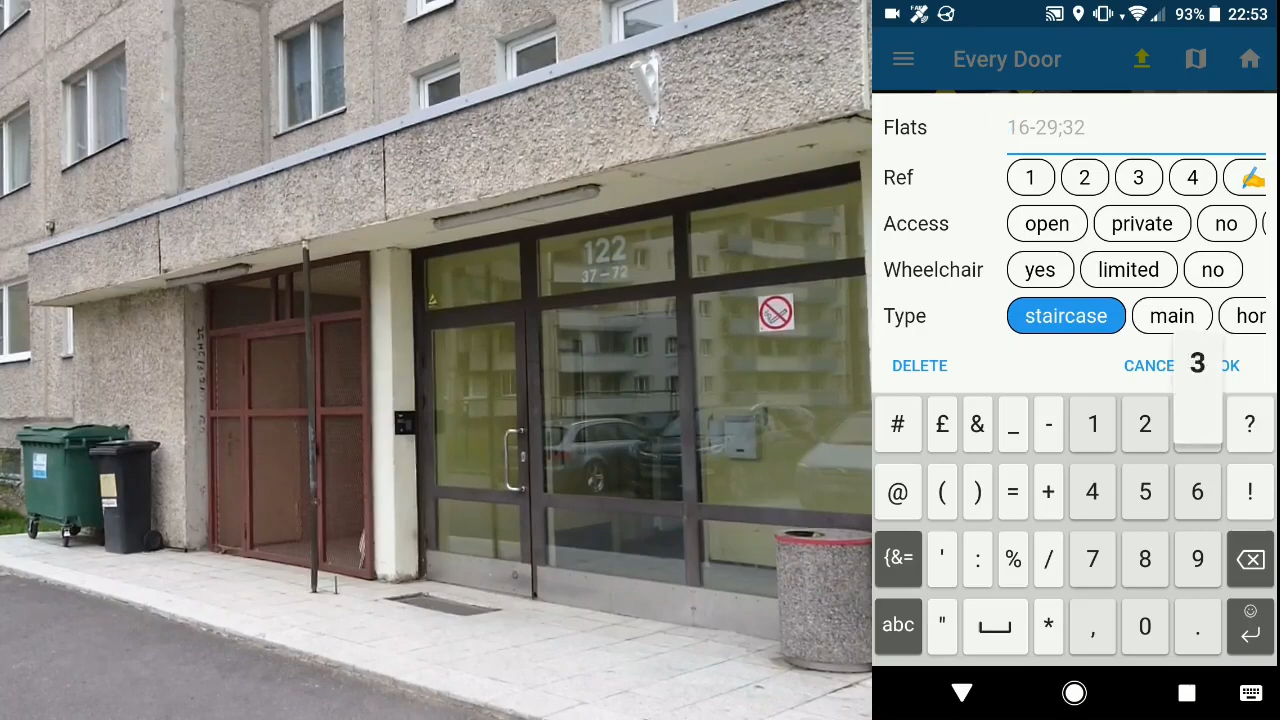 122
37–72
FAKE
93% 22:53
Every Door
Flats 16-29;32
Ref 1 2 3 4
Access open private no
Wheelchair yes limited no
Type staircase main hor
DELETE CANCE OK
3
# £ & _ - 1 2 ?
@ ( ) = + 4 5 6 !
{&= ' : % / 7 8 9
abc " * , 0 .